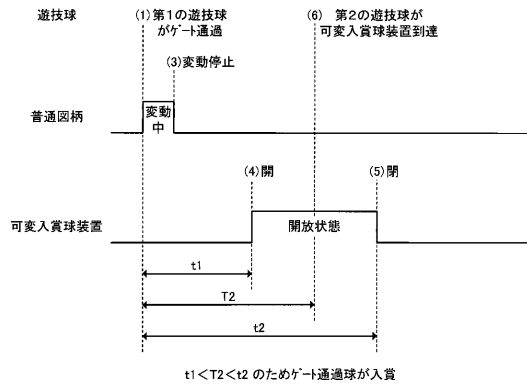 遊技球
(1)第1の遊技球
がゲート通過
(6) 第2の遊技球が
可変入賞球装置到達
(3)変動停止
普通図柄
変動
中
(4)開
(5)閉
可変入賞球装置
開放状態
t1
T2
t2
t1<T2<t2 のためゲート通過球が入賞